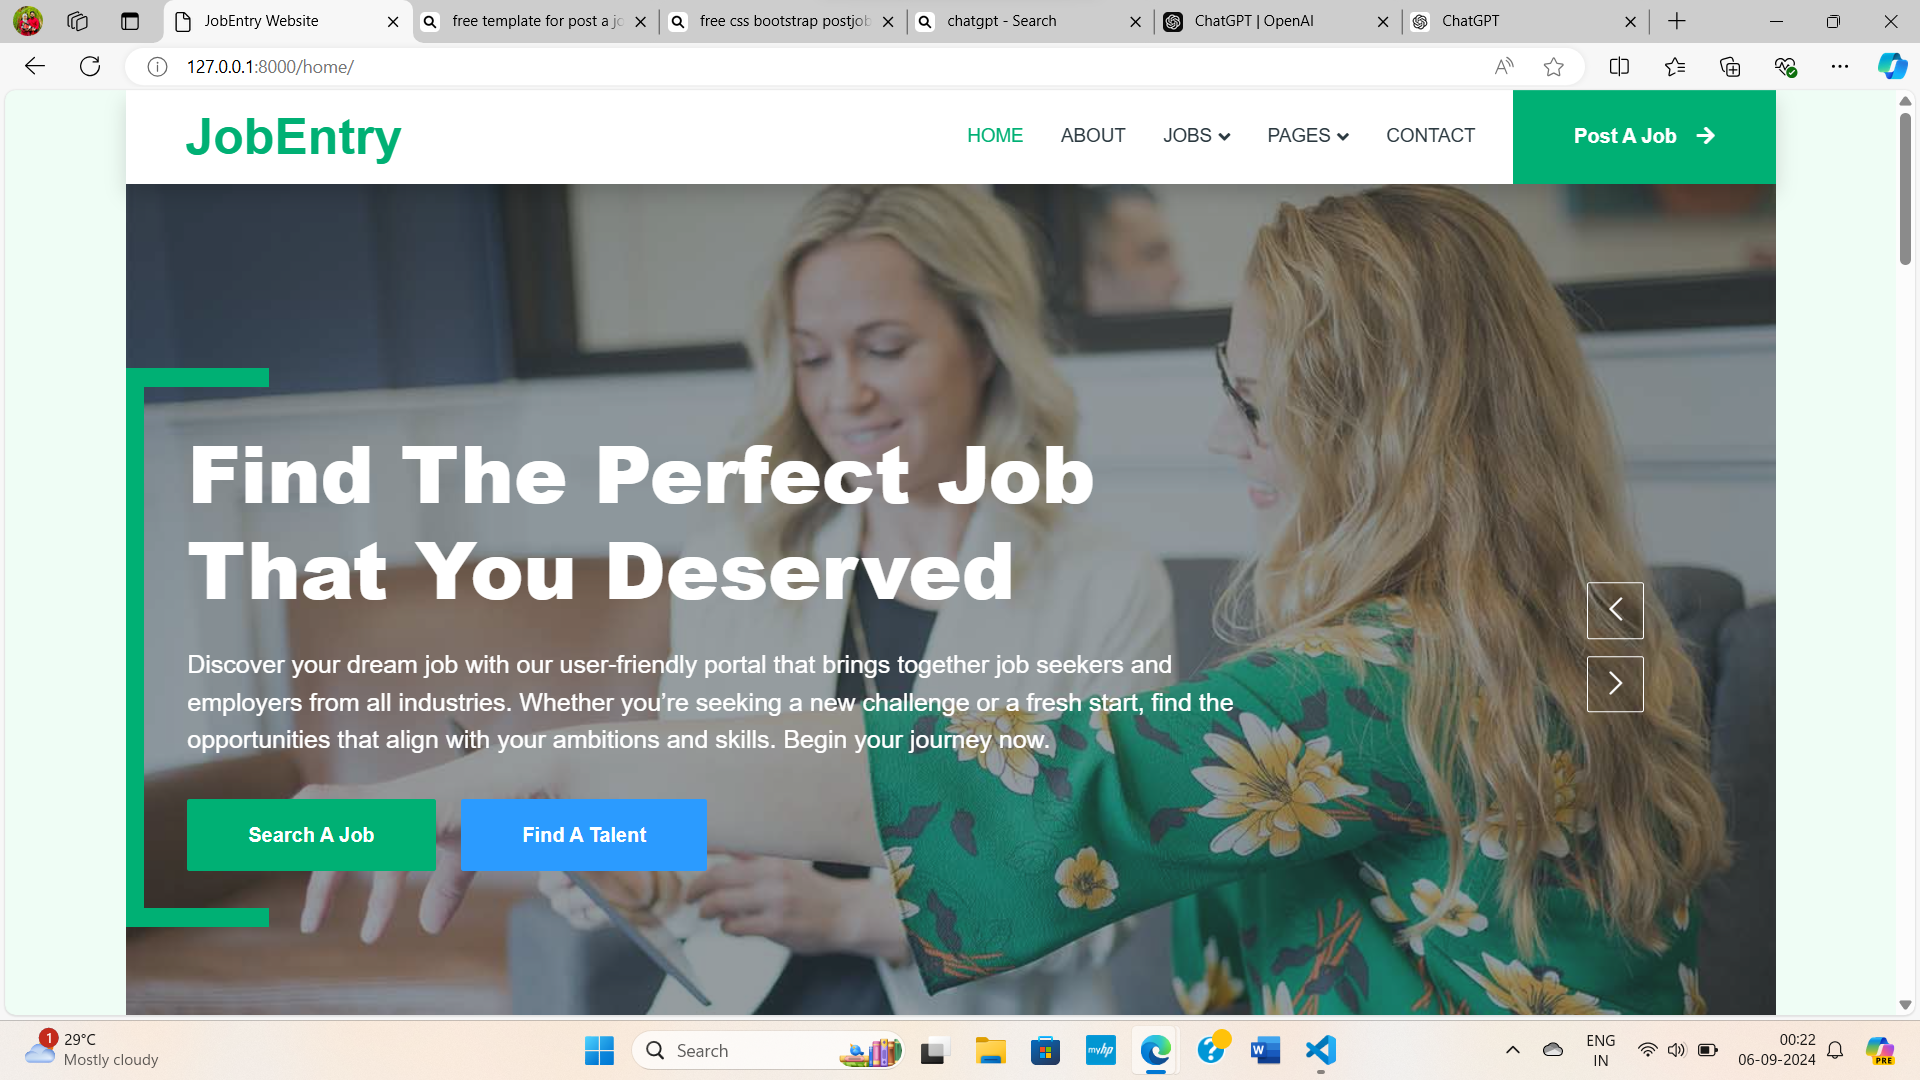 JobEntry Website
free template for post a jo
free css bootstrap postjob
chatgpt - Search
ChatGPT | OpenAI
ChatGPT
127.0.0.1:8000/home/
JobEntry
HOME
ABOUT
JOBS
PAGES
CONTACT
Post A Job
Find The Perfect Job
That You Deserved
Discover your dream job with our user-friendly portal that brings together job seekers and
employers from all industries. Whether you’re seeking a new challenge or a fresh start, find the
opportunities that align with your ambitions and skills. Begin your journey now.
Search A Job
Find A Talent
1
29°C
Mostly cloudy
Search
myhp
W
ENG
IN
00:22
06-09-2024
PRE